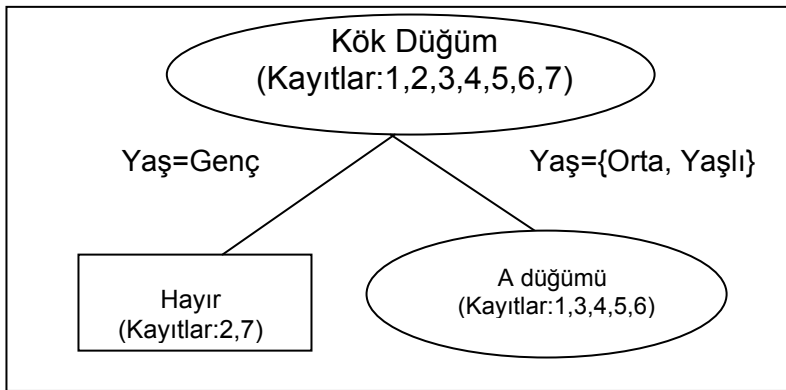 Kök Düğüm
(Kayıtlar:1,2,3,4,5,6,7)
Yaş=Genç
Yaş={Orta, Yaşlı}
Hayır
(Kayıtlar:2,7)
A düğümü
(Kayıtlar:1,3,4,5,6)